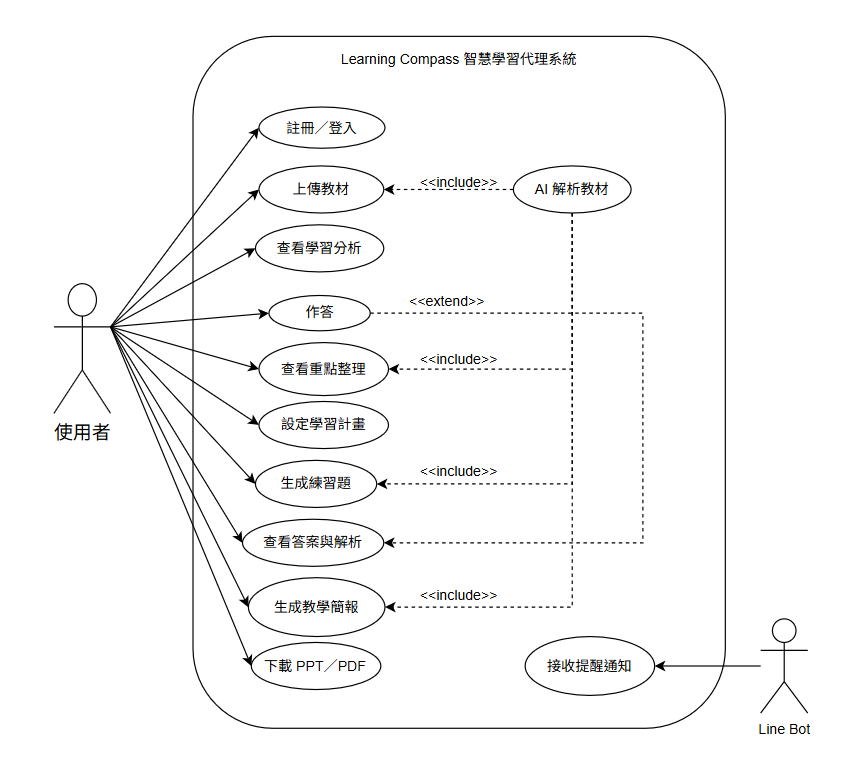 Learning Compass 智慧學習代理系統
註冊／登入
上傳教材
<<include>>
AI 解析教材
查看學習分析
作答
<<extend>>
查看重點整理
<<include>>
設定學習計畫
使用者
生成練習題
<<include>>
查看答案與解析
生成教學簡報
<<include>>
下載 PPT／PDF
接收提醒通知
Line Bot